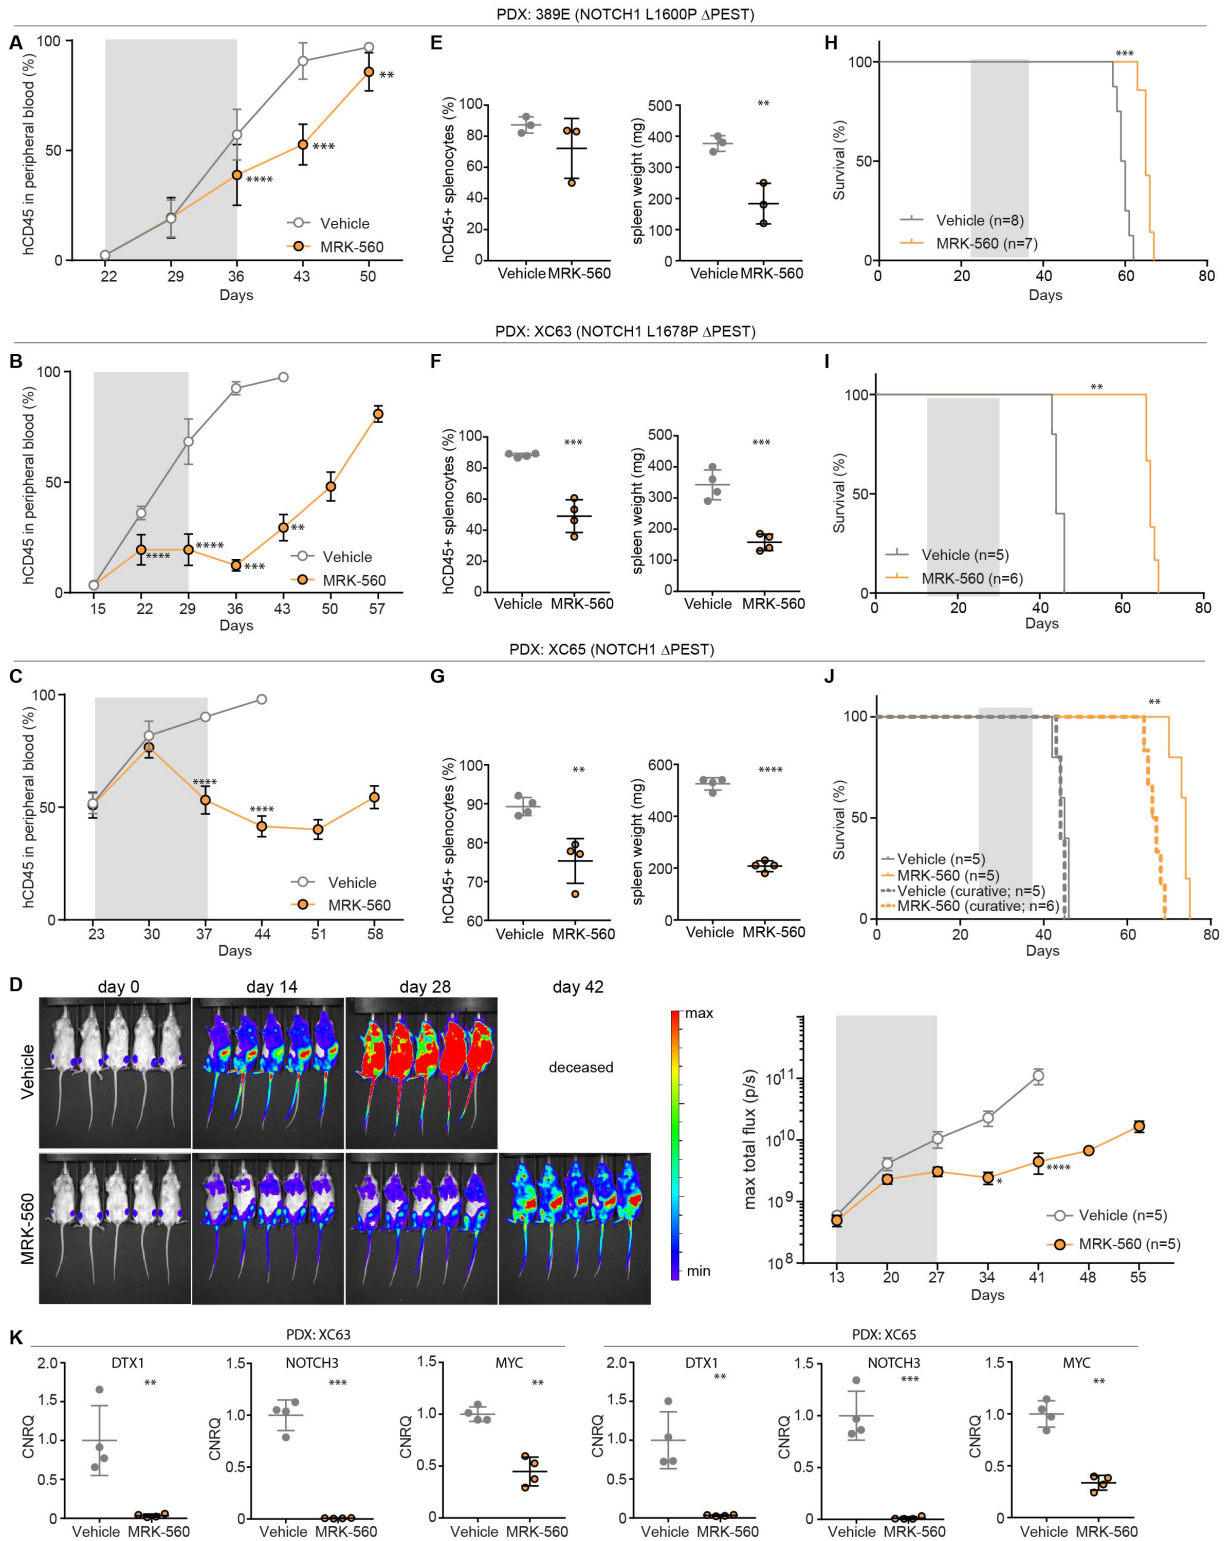 PDX: 389E (NOTCH1 L1600P ΔPEST)
A
hCD45 in peripheral blood (%)
100
50
0
22 29 36 43 50
Days
**
***
****
Vehicle
MRK-560
E
hCD45+ splenocytes (%)
100
80
60
40
20
0
Vehicle MRK-560
spleen weight (mg)
500
400
300
200
100
0
**
Vehicle MRK-560
H
Survival (%)
100
50
0
***
Vehicle (n=8)
MRK-560 (n=7)
0 20 40 60 80
Days
PDX: XC63 (NOTCH1 L1678P ΔPEST)
B
hCD45 in peripheral blood (%)
100
50
0
**** **** *** **
Vehicle
MRK-560
15 22 29 36 43 50 57
Days
F
hCD45+ splenocytes (%)
100
80
60
40
20
0
***
Vehicle MRK-560
spleen weight (mg)
500
400
300
200
100
0
***
Vehicle MRK-560
I
Survival (%)
100
50
0
**
Vehicle (n=5)
MRK-560 (n=6)
0 20 40 60 80
Days
PDX: XC65 (NOTCH1 ΔPEST)
C
hCD45 in peripheral blood (%)
100
50
0
**** ****
Vehicle
MRK-560
23 30 37 44 51 58
Days
G
hCD45+ splenocytes (%)
100
90
80
70
60
**
Vehicle MRK-560
spleen weight (mg)
600
400
200
0
****
Vehicle MRK-560
J
Survival (%)
100
50
0
**
Vehicle (n=5)
MRK-560 (n=5)
Vehicle (curative; n=5)
MRK-560 (curative; n=6)
0 20 40 60 80
Days
D
day 0 day 14 day 28 day 42
Vehicle
deceased
MRK-560
max
min
max total flux (p/s)
10¹¹
10¹⁰
10⁹
10⁸
* ****
Vehicle (n=5)
MRK-560 (n=5)
13 20 27 34 41 48 55
Days
K
PDX: XC63
DTX1
CNRQ
2.0
1.5
1.0
0.5
0
**
Vehicle MRK-560
NOTCH3
CNRQ
1.5
1.0
0.5
0
***
Vehicle MRK-560
MYC
CNRQ
1.5
1.0
0.5
0
**
Vehicle MRK-560
PDX: XC65
DTX1
CNRQ
2.0
1.5
1.0
0.5
0
**
Vehicle MRK-560
NOTCH3
CNRQ
1.5
1.0
0.5
0
***
Vehicle MRK-560
MYC
CNRQ
1.5
1.0
0.5
0
**
Vehicle MRK-560